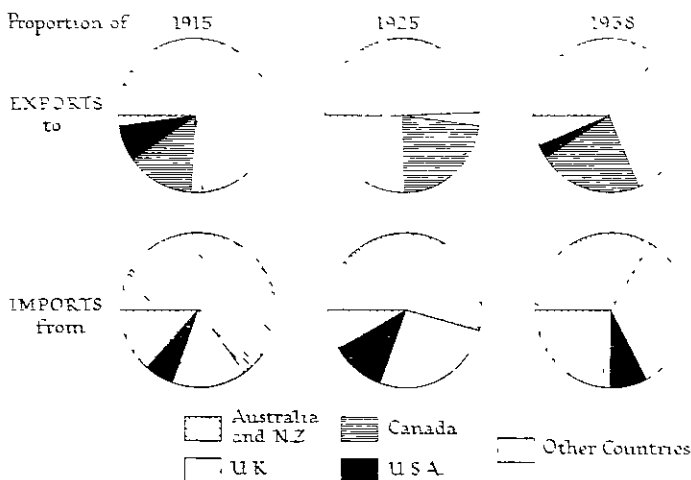 Proportion of 1915 1925 1938
EXPORTS
to
IMPORTS
from
Australia
and N.Z
Canada
Other Countries
U K
U S A.